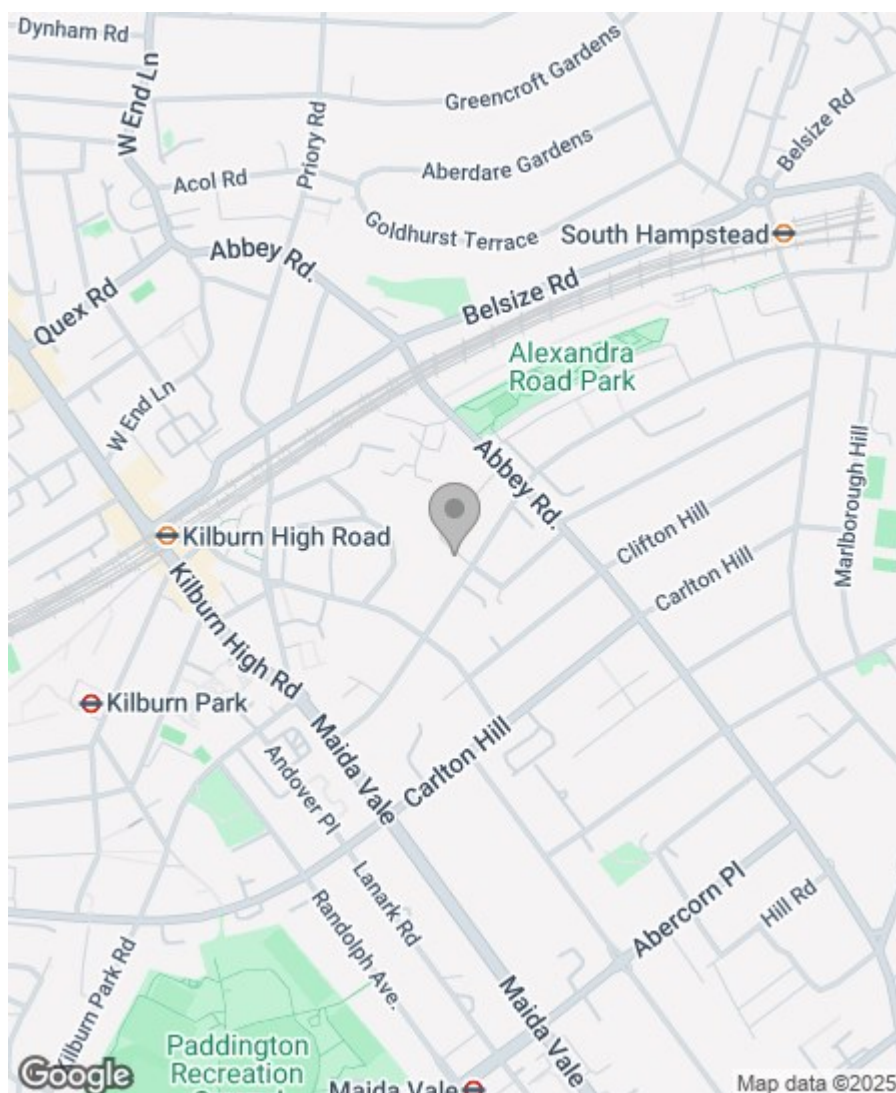 Dynham Rd
W End Ln
Priory Rd
Greencroft Gardens
Belsize Rd
Acol Rd
Aberdare Gardens
Goldhurst Terrace
South Hampstead
Abbey Rd.
Quex Rd
Belsize Rd
Alexandra
Road Park
W End Ln
Abbey Rd.
Marlborough Hill
Kilburn High Road
Clifton Hill
Carlton Hill
Kilburn High Rd
Kilburn Park
Maida Vale
Carlton Hill
Andover Pl
Lanark Rd
Randolph Ave.
Abercorn Pl
Hill Rd
Kilburn Park Rd
Maida Vale
Paddington
Recreation
Maida Vale
Google
Map data ©2025